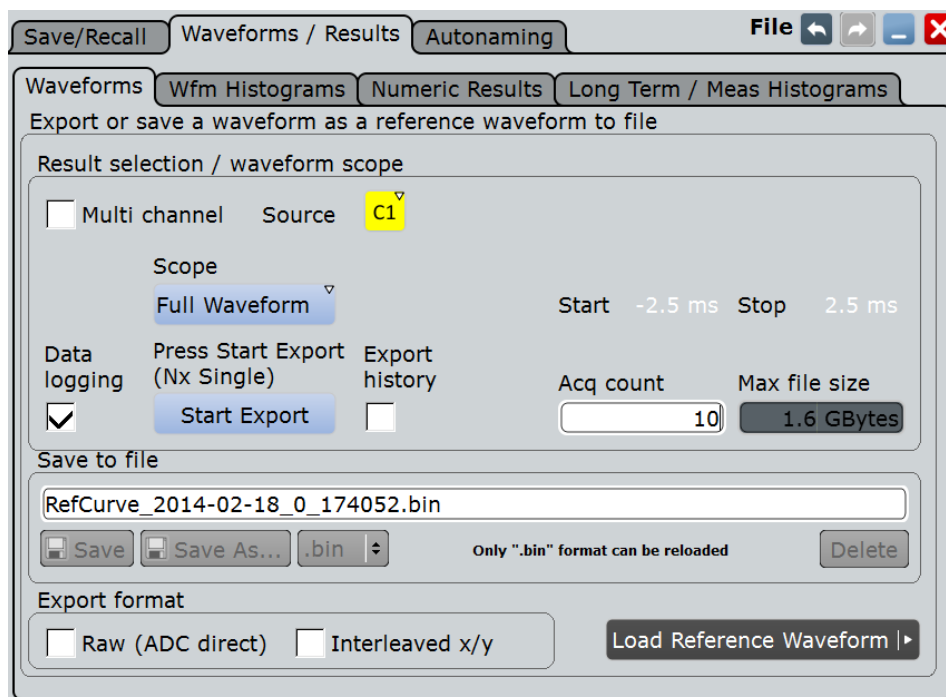 Save/Recall Waveforms / Results Autonaming File
Waveforms Wfm Histograms Numeric Results Long Term / Meas Histograms
Export or save a waveform as a reference waveform to file
Result selection / waveform scope
Multi channel Source C1
Scope
Full Waveform Start -2.5 ms Stop 2.5 ms
Data logging
Press Start Export (Nx Single)
Export history
Acq count Max file size
Start Export 10 1.6 GBytes
Save to file
RefCurve_2014-02-18_0_174052.bin
Save Save As... .bin Only ".bin" format can be reloaded Delete
Export format
Raw (ADC direct) Interleaved x/y Load Reference Waveform